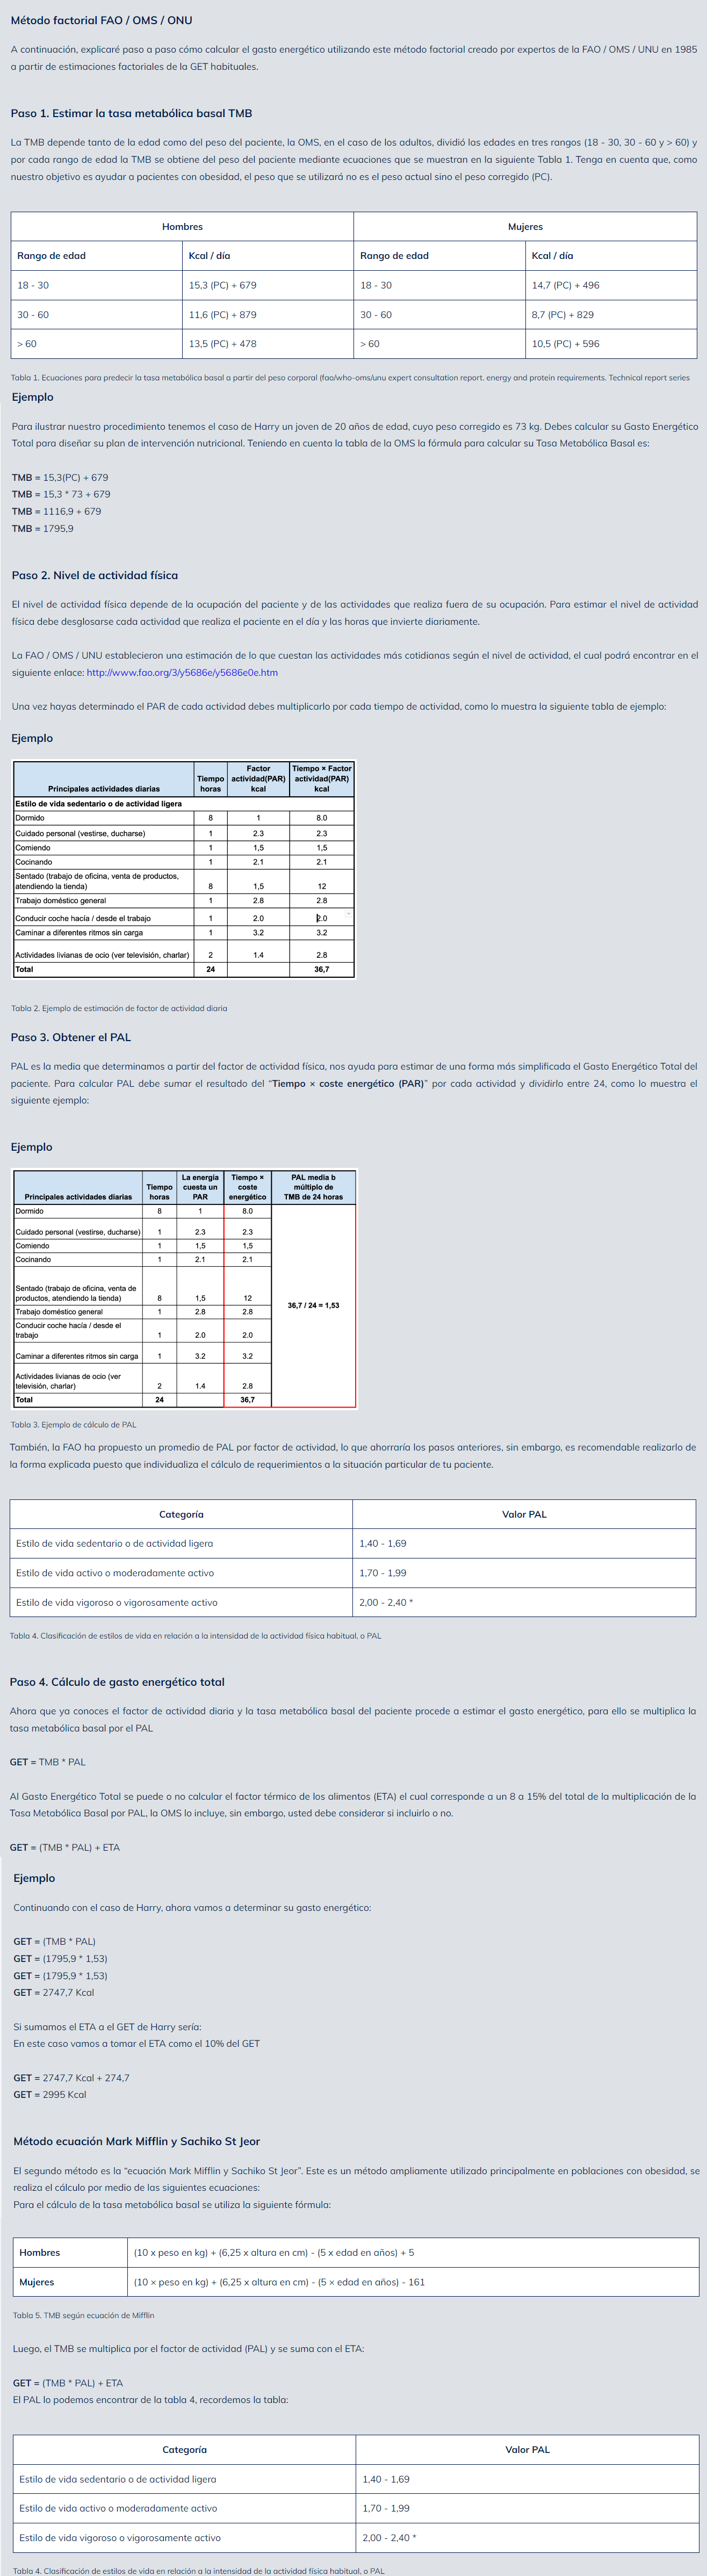 Método factorial FAO / OMS / ONU
A continuación, explicaré paso a paso cómo calcular el gasto energético utilizando este método factorial creado por expertos de la FAO / OMS / UNU en 1985
a partir de estimaciones factoriales de la GET habituales.
Paso 1. Estimar la tasa metabólica basal TMB
La TMB depende tanto de la edad como del peso del paciente, la OMS, en el caso de los adultos, dividió las edades en tres rangos (18 - 30, 30 - 60 y > 60) y
por cada rango de edad la TMB se obtiene del peso del paciente mediante ecuaciones que se muestran en la siguiente Tabla 1. Tenga en cuenta que, como
nuestro objetivo es ayudar a pacientes con obesidad, el peso que se utilizará no es el peso actual sino el peso corregido (PC).
Hombres Mujeres
Rango de edad Kcal / día Rango de edad Kcal / día
18 - 30 15,3 (PC) + 679 18 - 30 14,7 (PC) + 496
30 - 60 11,6 (PC) + 879 30 - 60 8,7 (PC) + 829
> 60 13,5 (PC) + 478 > 60 10,5 (PC) + 596
Tabla 1. Ecuaciones para predecir la tasa metabólica basal a partir del peso corporal (fao/who-oms/unu expert consultation report. energy and protein requirements. Technical report series
Ejemplo
Para ilustrar nuestro procedimiento tenemos el caso de Harry un joven de 20 años de edad, cuyo peso corregido es 73 kg. Debes calcular su Gasto Energético
Total para diseñar su plan de intervención nutricional. Teniendo en cuenta la tabla de la OMS la fórmula para calcular su Tasa Metabólica Basal es:
TMB = 15,3(PC) + 679
TMB = 15,3 * 73 + 679
TMB = 1116,9 + 679
TMB = 1795,9
Paso 2. Nivel de actividad física
El nivel de actividad física depende de la ocupación del paciente y de las actividades que realiza fuera de su ocupación. Para estimar el nivel de actividad
física debe desglosarse cada actividad que realiza el paciente en el día y las horas que invierte diariamente.
La FAO / OMS / UNU establecieron una estimación de lo que cuestan las actividades más cotidianas según el nivel de actividad, el cual podrá encontrar en el
siguiente enlace: http://www.fao.org/3/y5686e/y5686e0e.htm
Una vez hayas determinado el PAR de cada actividad debes multiplicarlo por cada tiempo de actividad, como lo muestra la siguiente tabla de ejemplo:
Ejemplo
Principales actividades diarias Tiempo horas Factor actividad(PAR) kcal Tiempo × Factor actividad(PAR) kcal
Estilo de vida sedentario o de actividad ligera
Dormido 8 1 8.0
Cuidado personal (vestirse, ducharse) 1 2.3 2.3
Comiendo 1 1,5 1,5
Cocinando 1 2.1 2.1
Sentado (trabajo de oficina, venta de productos,
atendiendo la tienda) 8 1,5 12
Trabajo doméstico general 1 2.8 2.8
Conducir coche hacía / desde el trabajo 1 2.0 2.0
Caminar a diferentes ritmos sin carga 1 3.2 3.2
Actividades livianas de ocio (ver televisión, charlar) 2 1.4 2.8
Total 24 36,7
Tabla 2. Ejemplo de estimación de factor de actividad diaria
Paso 3. Obtener el PAL
PAL es la media que determinamos a partir del factor de actividad física, nos ayuda para estimar de una forma más simplificada el Gasto Energético Total del
paciente. Para calcular PAL debe sumar el resultado del “Tiempo × coste energético (PAR)” por cada actividad y dividirlo entre 24, como lo muestra el
siguiente ejemplo:
Ejemplo
Principales actividades diarias Tiempo horas La energía cuesta un PAR Tiempo × coste energético PAL media b múltiplo de TMB de 24 horas
Dormido 8 1 8.0
Cuidado personal (vestirse, ducharse) 1 2.3 2.3
Comiendo 1 1,5 1,5
Cocinando 1 2.1 2.1
Sentado (trabajo de oficina, venta de
productos, atendiendo la tienda) 8 1,5 12
36,7 / 24 = 1,53
Trabajo doméstico general 1 2.8 2.8
Conducir coche hacía / desde el
trabajo 1 2.0 2.0
Caminar a diferentes ritmos sin carga 1 3.2 3.2
Actividades livianas de ocio (ver
televisión, charlar) 2 1.4 2.8
Total 24 36,7
Tabla 3. Ejemplo de cálculo de PAL
También, la FAO ha propuesto un promedio de PAL por factor de actividad, lo que ahorraría los pasos anteriores, sin embargo, es recomendable realizarlo de
la forma explicada puesto que individualiza el cálculo de requerimientos a la situación particular de tu paciente.
Categoría Valor PAL
Estilo de vida sedentario o de actividad ligera 1,40 - 1,69
Estilo de vida activo o moderadamente activo 1,70 - 1,99
Estilo de vida vigoroso o vigorosamente activo 2,00 - 2,40 *
Tabla 4. Clasificación de estilos de vida en relación a la intensidad de la actividad física habitual, o PAL
Paso 4. Cálculo de gasto energético total
Ahora que ya conoces el factor de actividad diaria y la tasa metabólica basal del paciente procede a estimar el gasto energético, para ello se multiplica la
tasa metabólica basal por el PAL
GET = TMB * PAL
Al Gasto Energético Total se puede o no calcular el factor térmico de los alimentos (ETA) el cual corresponde a un 8 a 15% del total de la multiplicación de la
Tasa Metabólica Basal por PAL, la OMS lo incluye, sin embargo, usted debe considerar si incluirlo o no.
GET = (TMB * PAL) + ETA
Ejemplo
Continuando con el caso de Harry, ahora vamos a determinar su gasto energético:
GET = (TMB * PAL)
GET = (1795,9 * 1,53)
GET = (1795,9 * 1,53)
GET = 2747,7 Kcal
Si sumamos el ETA a el GET de Harry sería:
En este caso vamos a tomar el ETA como el 10% del GET
GET = 2747,7 Kcal + 274,7
GET = 2995 Kcal
Método ecuación Mark Mifflin y Sachiko St Jeor
El segundo método es la “ecuación Mark Mifflin y Sachiko St Jeor”. Este es un método ampliamente utilizado principalmente en poblaciones con obesidad, se
realiza el cálculo por medio de las siguientes ecuaciones:
Para el cálculo de la tasa metabólica basal se utiliza la siguiente fórmula:
Hombres (10 x peso en kg) + (6,25 x altura en cm) - (5 x edad en años) + 5
Mujeres (10 × peso en kg) + (6,25 x altura en cm) - (5 × edad en años) - 161
Tabla 5. TMB según ecuación de Mifflin
Luego, el TMB se multiplica por el factor de actividad (PAL) y se suma con el ETA:
GET = (TMB * PAL) + ETA
El PAL lo podemos encontrar de la tabla 4, recordemos la tabla:
Categoría Valor PAL
Estilo de vida sedentario o de actividad ligera 1,40 - 1,69
Estilo de vida activo o moderadamente activo 1,70 - 1,99
Estilo de vida vigoroso o vigorosamente activo 2,00 - 2,40 *
Tabla 4. Clasificación de estilos de vida en relación a la intensidad de la actividad física habitual, o PAL